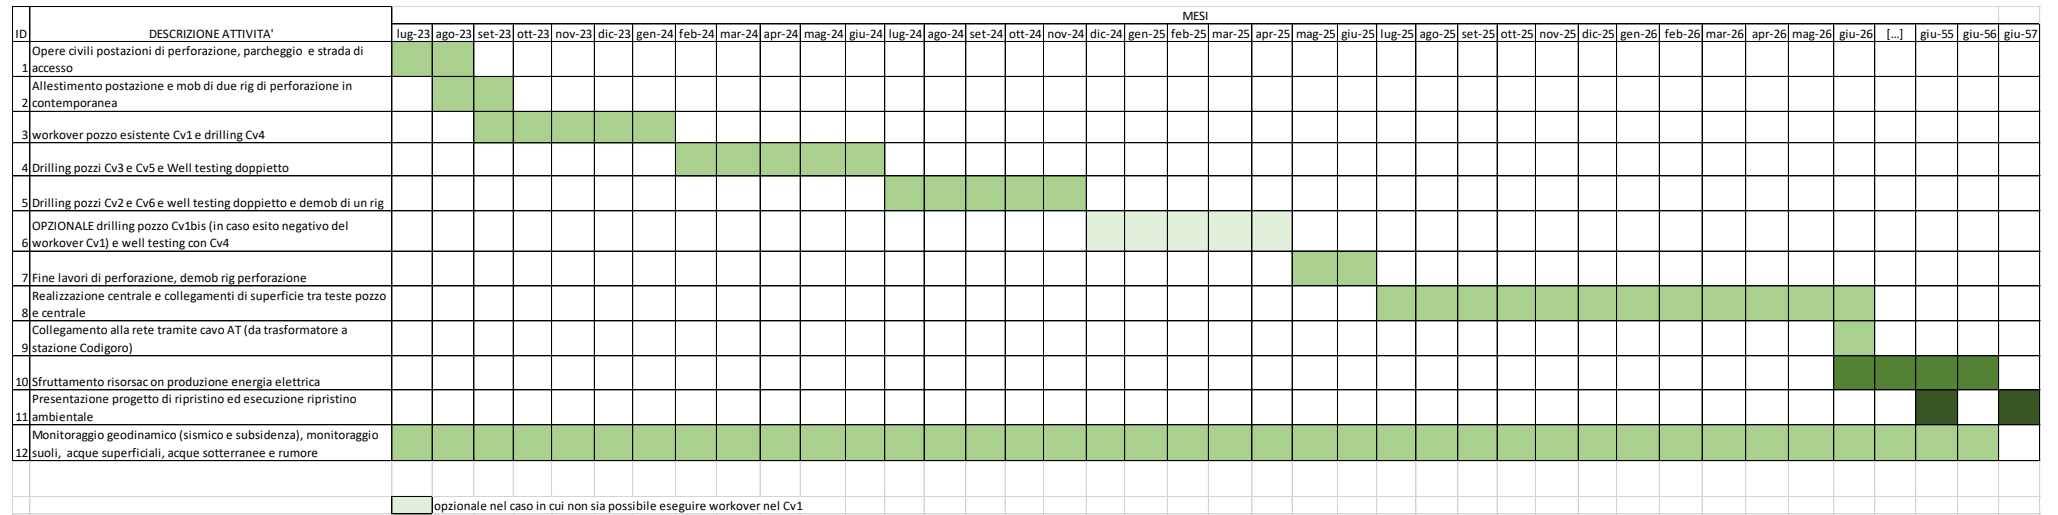 MESI
ID DESCRIZIONE ATTIVITA' lug-23 ago-23 set-23 ott-23 nov-23 dic-23 gen-24 feb-24 mar-24 apr-24 mag-24 giu-24 lug-24 ago-24 set-24 ott-24 nov-24 dic-24 gen-25 feb-25 mar-25 apr-25 mag-25 giu-25 lug-25 ago-25 set-25 ott-25 nov-25 dic-25 gen-26 feb-26 mar-26 apr-26 mag-26 giu-26 [...] giu-55 giu-56 giu-57
Opere civili postazioni di perforazione, parcheggio e strada di
1 accesso
Allestimento postazione e mob di due rig di perforazione in
2 contemporanea
3 workover pozzo esistente Cv1 e drilling Cv4
4 Drilling pozzi Cv3 e Cv5 e Well testing doppietto
5 Drilling pozzi Cv2 e Cv6 e well testing doppietto e demob di un rig
OPZIONALE drilling pozzo Cv1bis (in caso esito negativo del
6 workover Cv1) e well testing con Cv4
7 Fine lavori di perforazione, demob rig perforazione
Realizzazione centrale e collegamenti di superficie tra teste pozzo
8 e centrale
Collegamento alla rete tramite cavo AT (da trasformatore a
9 stazione Codigoro)
10 Sfruttamento risorsac on produzione energia elettrica
Presentazione progetto di ripristino ed esecuzione ripristino
11 ambientale
Monitoraggio geodinamico (sismico e subsidenza), monitoraggio
12 suoli, acque superficiali, acque sotterranee e rumore
opzionale nel caso in cui non sia possibile eseguire workover nel Cv1